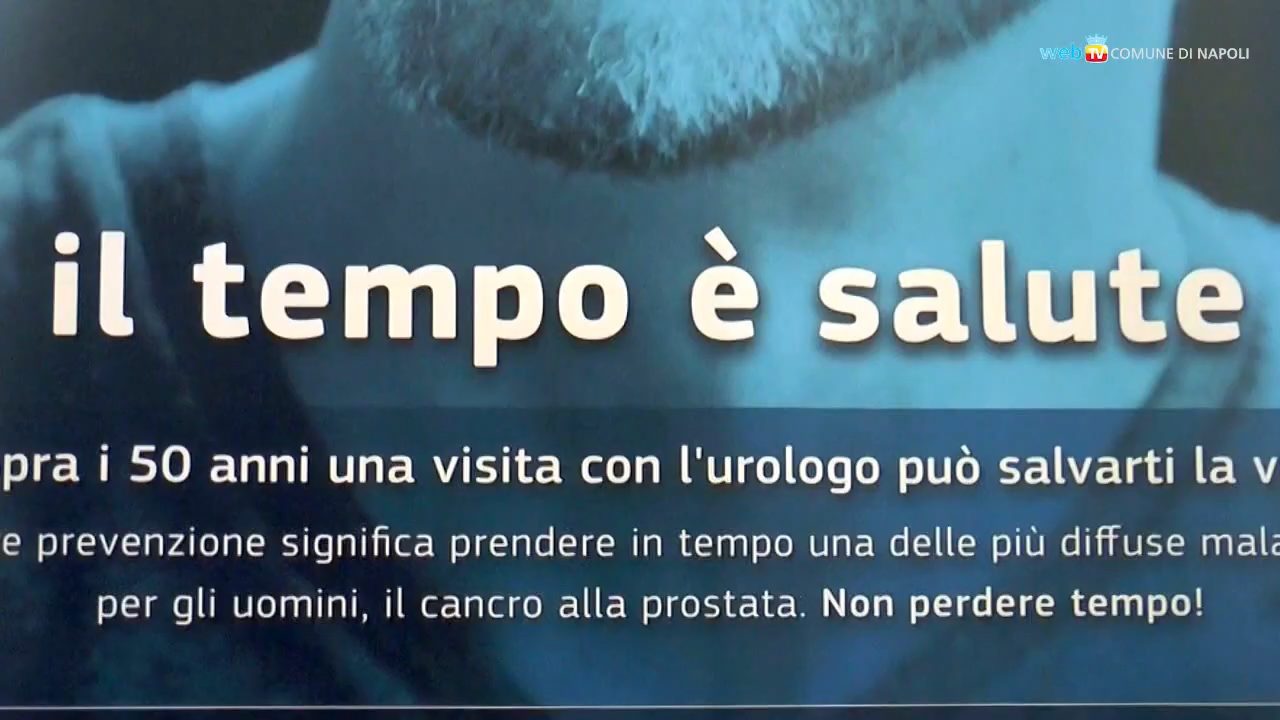 web TV COMUNE DI NAPOLI
il tempo è salute
pra i 50 anni una visita con l'urologo può salvarti la v
e prevenzione significa prendere in tempo una delle più diffuse mala
per gli uomini, il cancro alla prostata. Non perdere tempo!